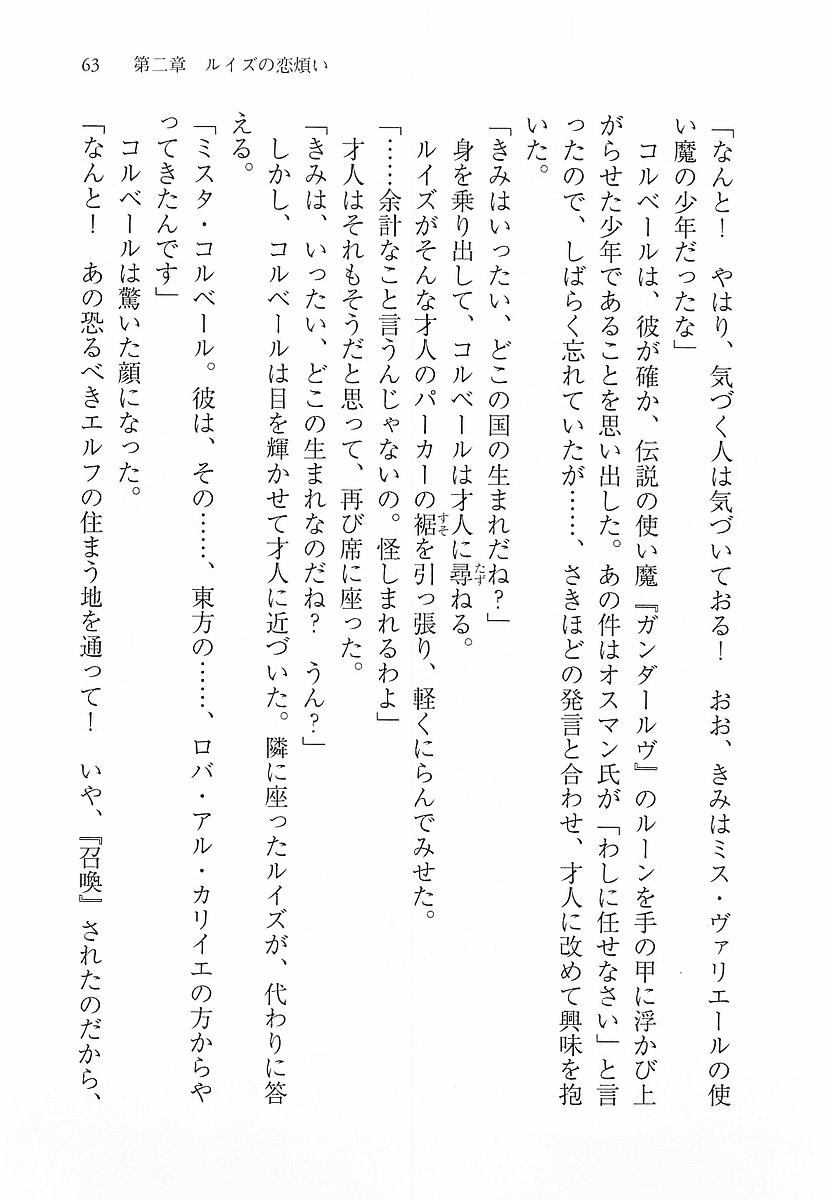 63　第二章　ルイズの恋煩い
「なんと！　やはり、気づく人は気づいておる！　おお、きみはミス・ヴァリエールの使
い魔の少年だったな」
　コルベールは、彼が確か、伝説の使い魔『ガンダールヴ』のルーンを手の甲に浮かび上
がらせた少年であることを思い出した。あの件はオスマン氏が「わしに任せなさい」と言
ったので、しばらく忘れていたが……、さきほどの発言と合わせ、才人に改めて興味を抱
いた。
「きみはいったい、どこの国の生まれだね？」
　身を乗り出して、コルベールは才人に尋ねる。
　ルイズがそんな才人のパーカーの裾を引っ張り、軽くにらんでみせた。
「……余計なこと言うんじゃないの。怪しまれるわよ」
　才人はそれもそうだと思って、再び席に座った。
「きみは、いったい、どこの生まれなのだね？　うん？」
　しかし、コルベールは目を輝かせて才人に近づいた。隣に座ったルイズが、代わりに答
える。
「ミスタ・コルベール。彼は、その……、東方の……、ロバ・アル・カリイエの方からや
ってきたんです」
　コルベールは驚いた顔になった。
「なんと！　あの恐るべきエルフの住まう地を通って！　いや、『召喚』されたのだから、